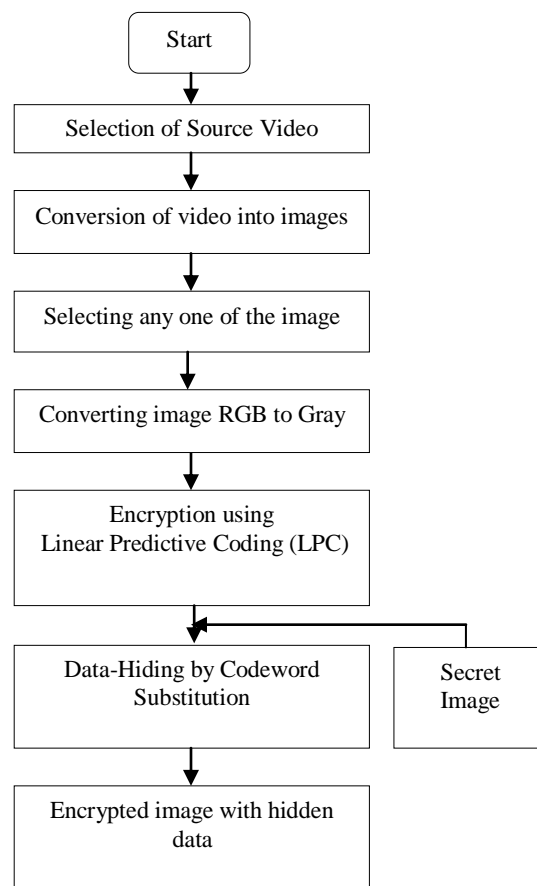 Start
Selection of Source Video
Conversion of video into images
Selecting any one of the image
Converting image RGB to Gray
Encryption using
Linear Predictive Coding (LPC)
Data-Hiding by Codeword
Substitution
Secret
Image
Encrypted image with hidden
data